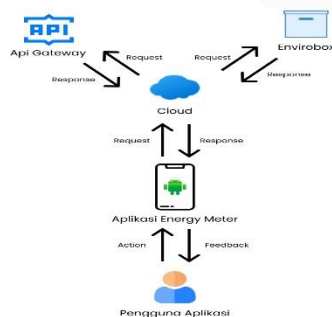 API
Api Gateway
Envirobox
Request
Request
Response
Response
Cloud
Request
Response
Aplikasi Energy Meter
Action
Feedback
Pengguna Aplikasi